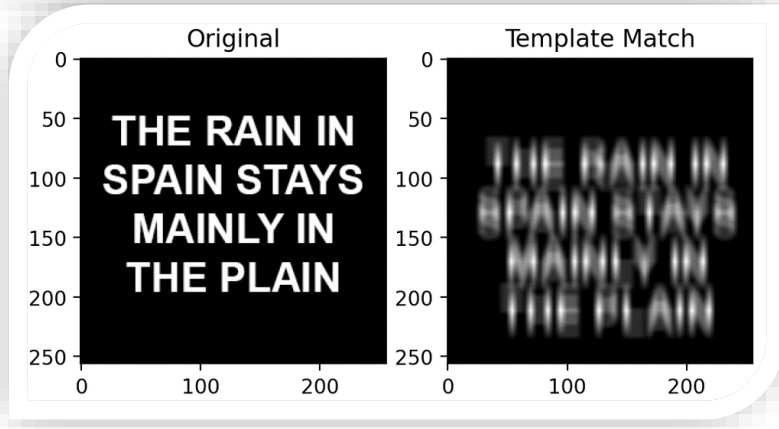 Original
0
50
100
150
200
250
0 100 200
THE RAIN IN
SPAIN STAYS
MAINLY IN
THE PLAIN
Template Match
0
50
100
150
200
250
0 100 200
THE RAIN IN
SPAIN STAYS
MAINLY IN
THE PLAIN